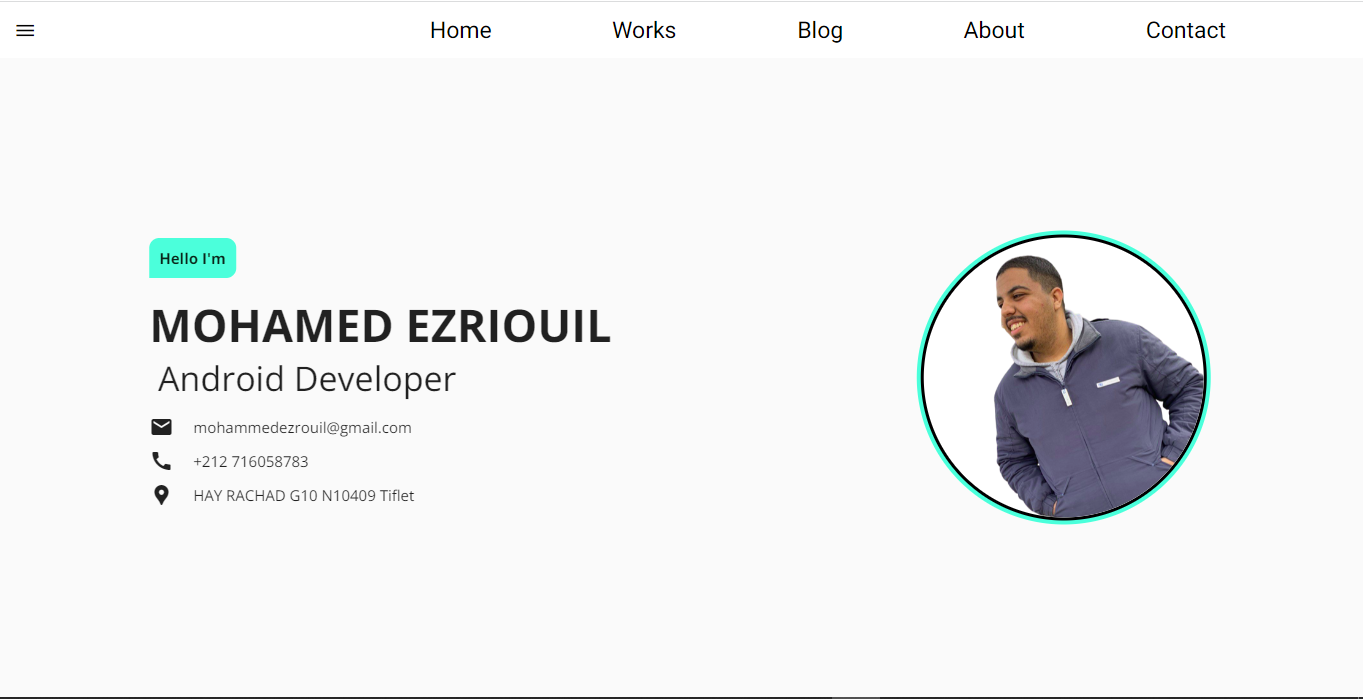 Home Works Blog About Contact
Hello I'm
MOHAMED EZRIOUIL
Android Developer
mohammedezrouil@gmail.com
+212 716058783
HAY RACHAD G10 N10409 Tiflet